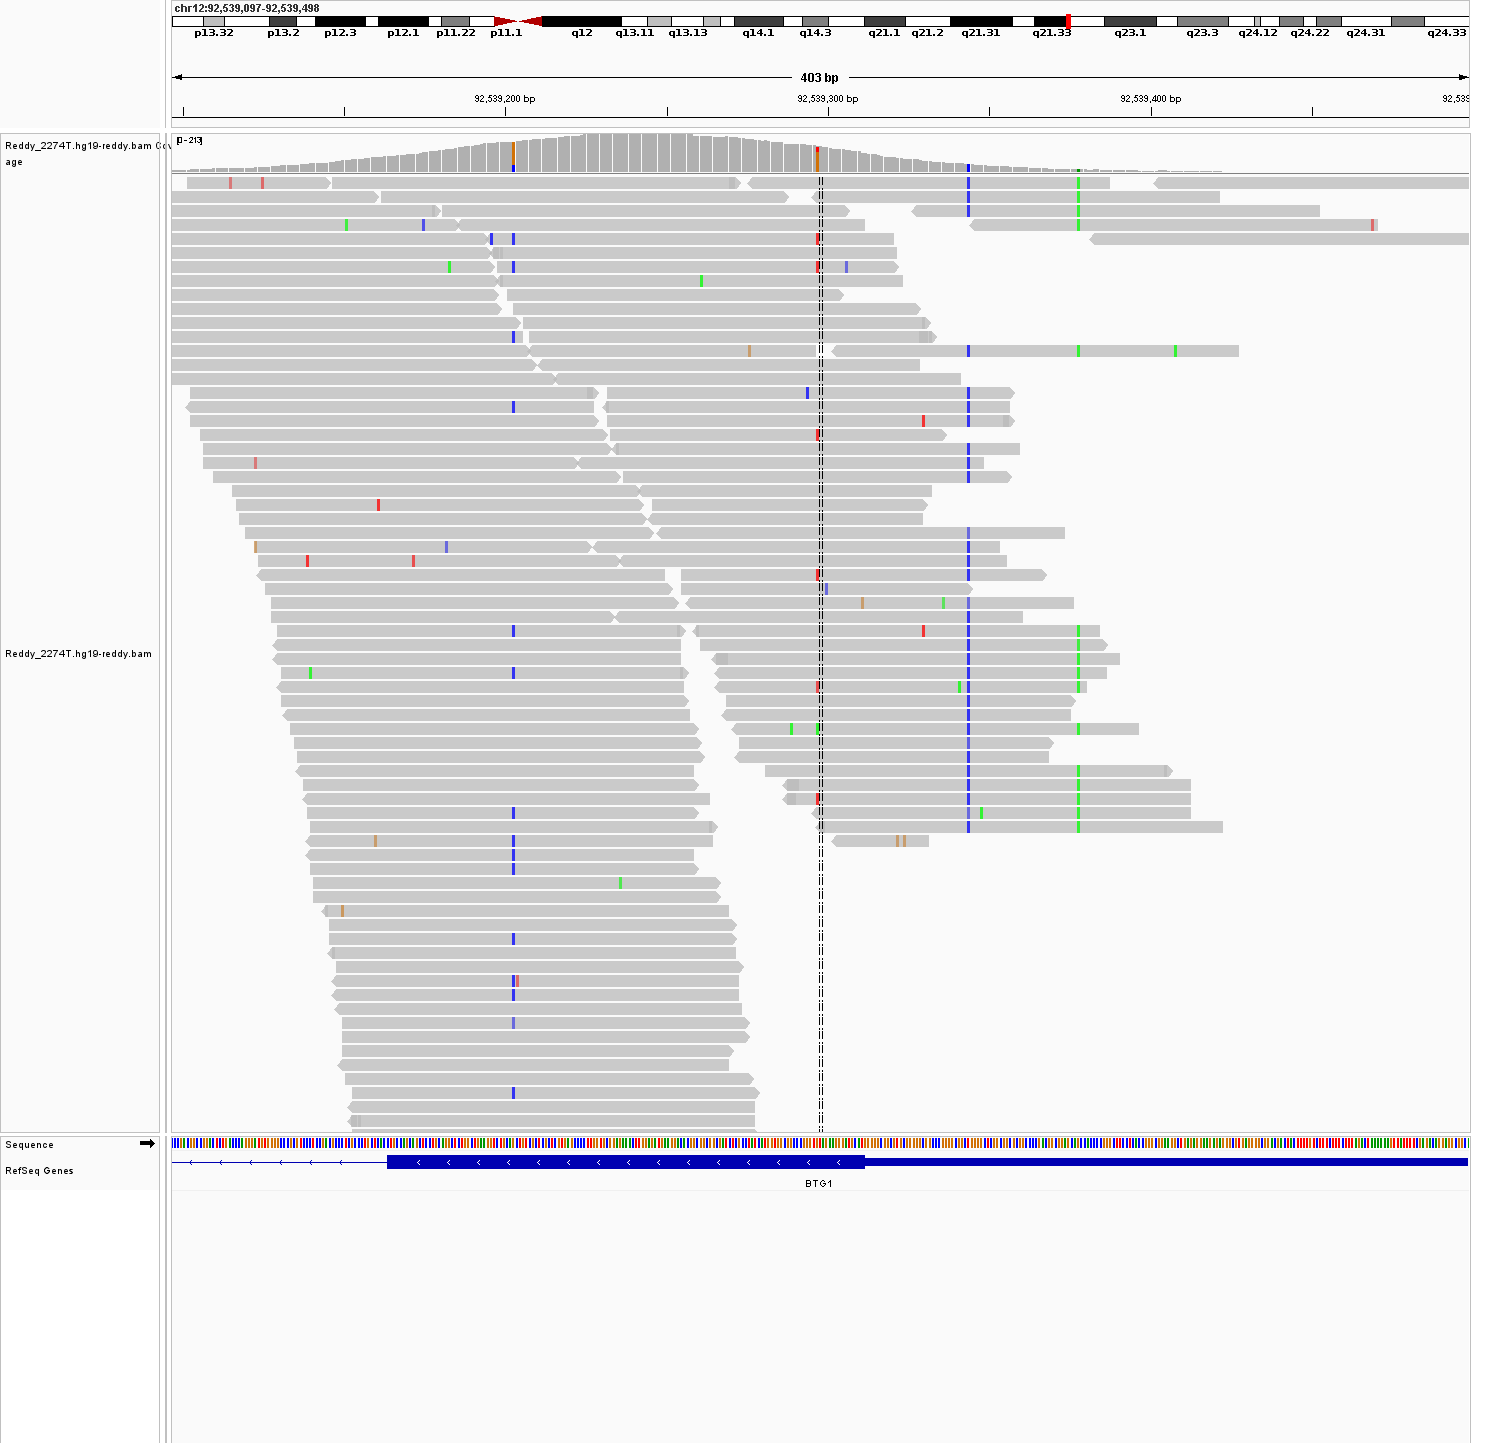 chr12:92,539,097-92,539,498
p13.32 p13.2 p12.3 p12.1 p11.22 p11.1 q12 q13.11 q13.13 q14.1 q14.3 q21.1 q21.2 q21.31 q21.33 q23.1 q23.3 q24.12 q24.22 q24.31 q24.33
403 bp
92,539,200 bp 92,539,300 bp 92,539,400 bp 92,539
Reddy_2274T.hg19-reddy.bam Cov
age
[0-213]
Reddy_2274T.hg19-reddy.bam
Sequence
RefSeq Genes
BTG1